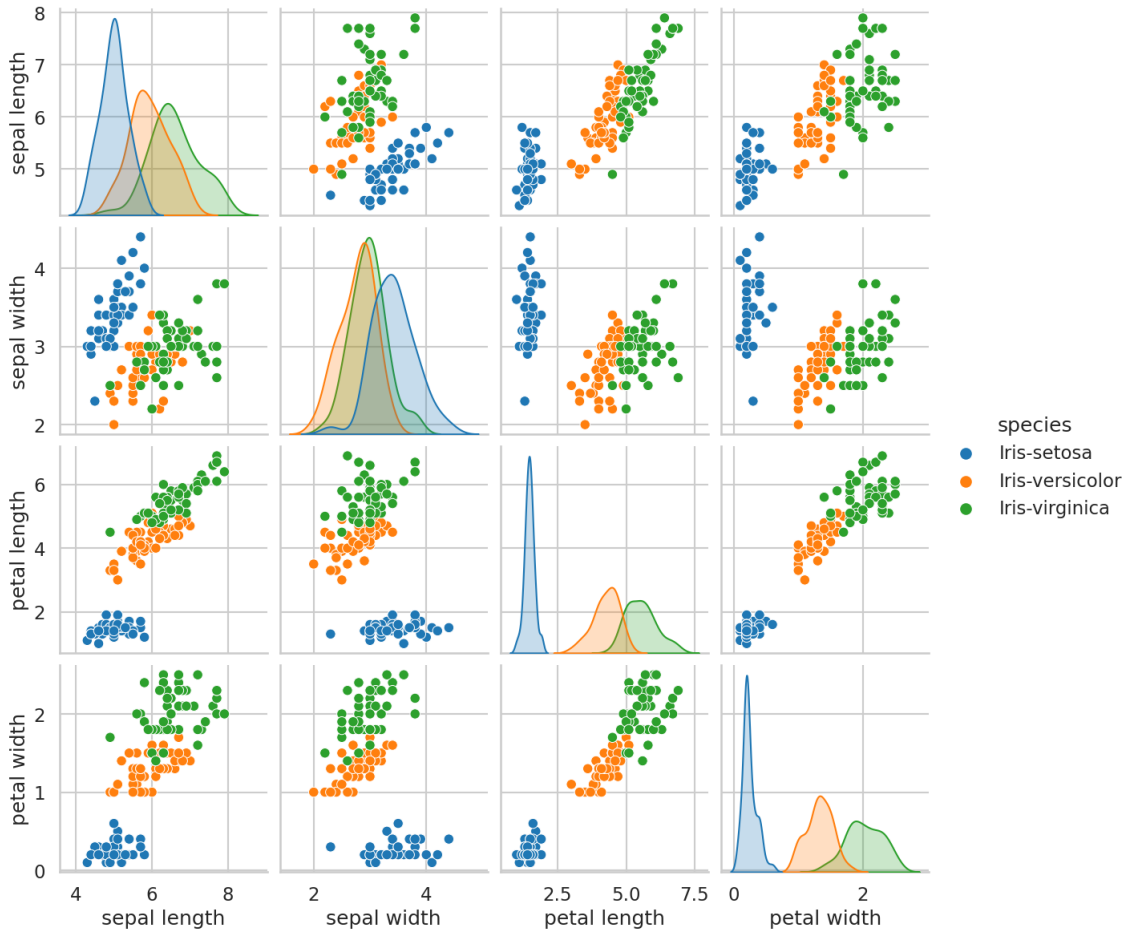 8
7
6
5
sepal length
4
3
2
sepal width
6
4
2
petal length
2
1
0
petal width
species
Iris-setosa
Iris-versicolor
Iris-virginica
4 6 8
sepal length
2 4
sepal width
2.5 5.0 7.5
petal length
0 2
petal width